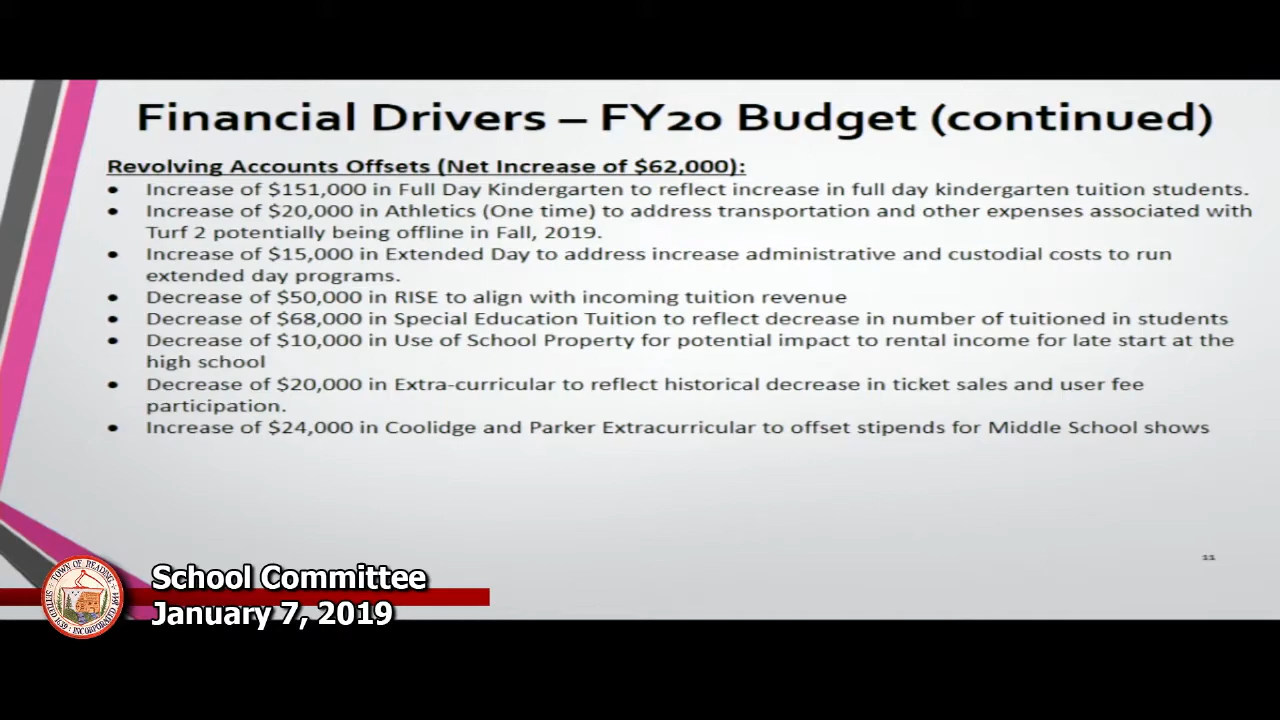 Financial Drivers – FY20 Budget (continued)
Revolving Accounts Offsets (Net Increase of $62,000):
• Increase of $151,000 in Full Day Kindergarten to reflect increase in full day kindergarten tuition students.
• Increase of $20,000 in Athletics (One time) to address transportation and other expenses associated with
Turf 2 potentially being offline in Fall, 2019.
• Increase of $15,000 in Extended Day to address increase administrative and custodial costs to run
extended day programs.
• Decrease of $50,000 in RISE to align with incoming tuition revenue
• Decrease of $68,000 in Special Education Tuition to reflect decrease in number of tuitioned in students
• Decrease of $10,000 in Use of School Property for potential impact to rental income for late start at the
high school
• Decrease of $20,000 in Extra-curricular to reflect historical decrease in ticket sales and user fee
participation.
• Increase of $24,000 in Coolidge and Parker Extracurricular to offset stipends for Middle School shows
11
TOWN OF READING
SETTLED 1639
INCORPORATED 1644
School Committee
January 7, 2019